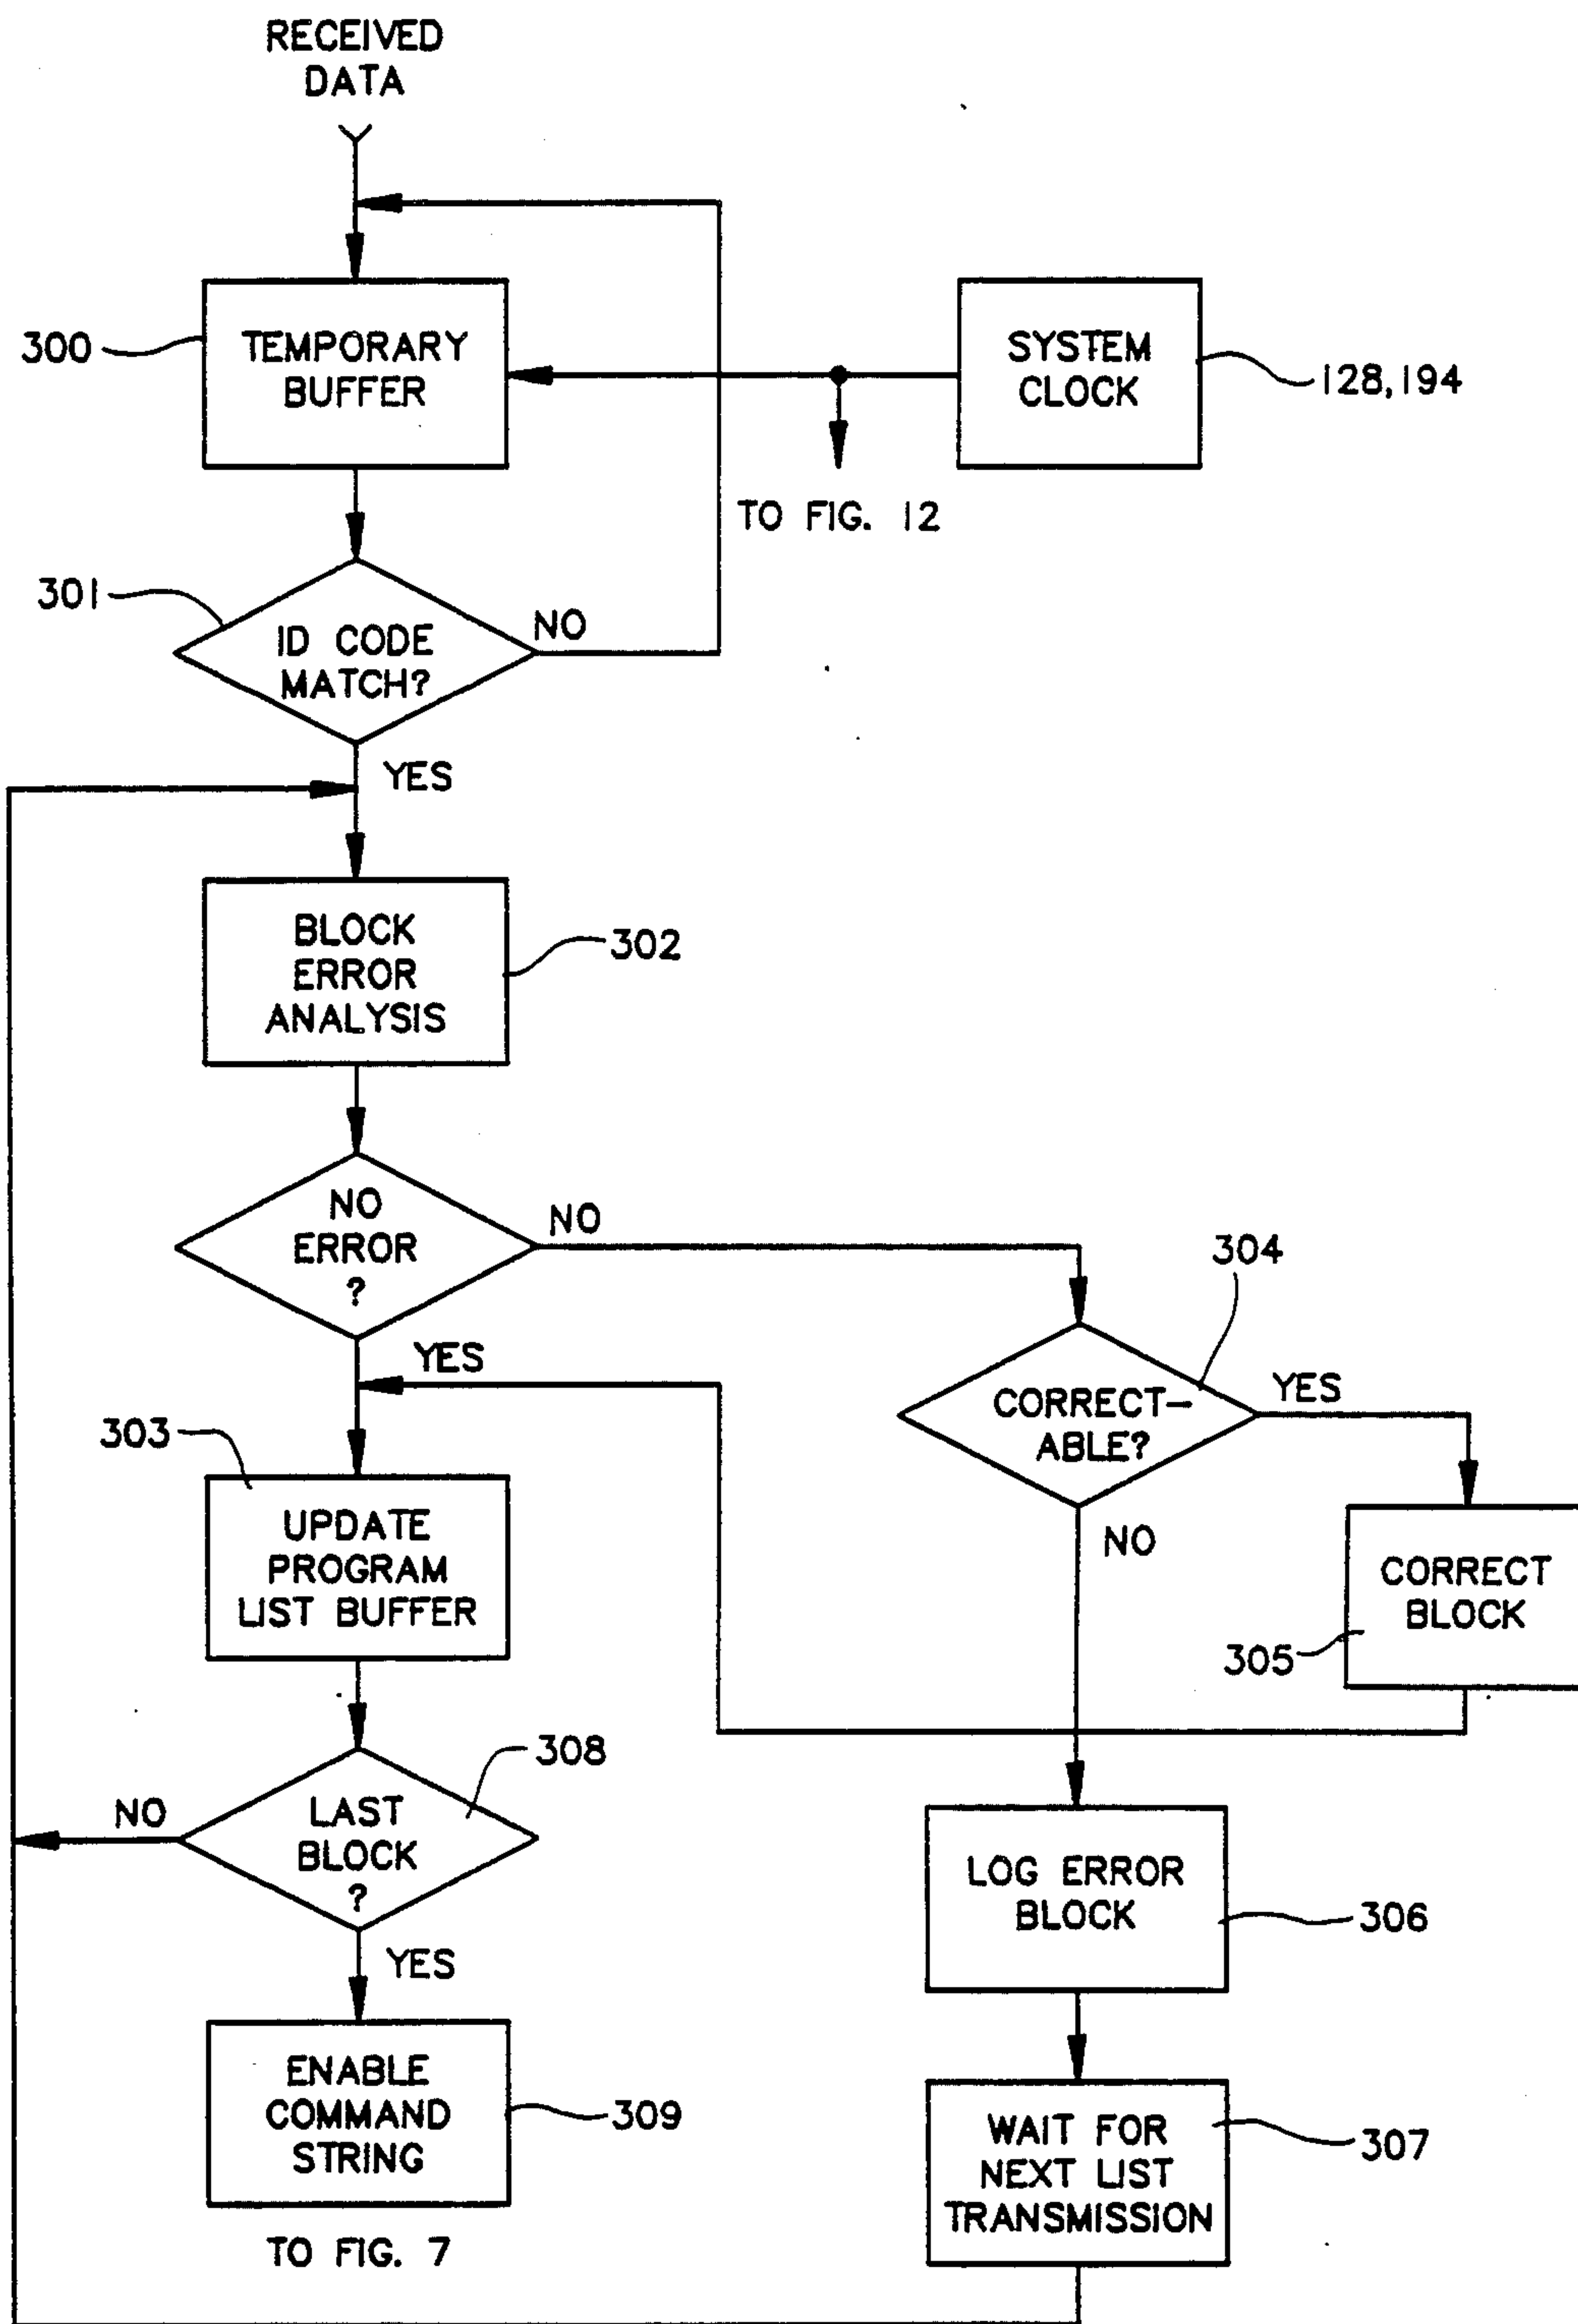 RECEIVED
DATA
300
TEMPORARY
BUFFER
SYSTEM
CLOCK
128,194
TO FIG. 12
301
ID CODE
MATCH?
NO
YES
BLOCK
ERROR
ANALYSIS
302
NO
ERROR
?
NO
YES
304
CORRECT-
ABLE?
YES
NO
303
UPDATE
PROGRAM
LIST BUFFER
CORRECT
BLOCK
305
308
LAST
BLOCK
?
NO
YES
LOG ERROR
BLOCK
306
ENABLE
COMMAND
STRING
309
WAIT FOR
NEXT LIST
TRANSMISSION
307
TO FIG. 7